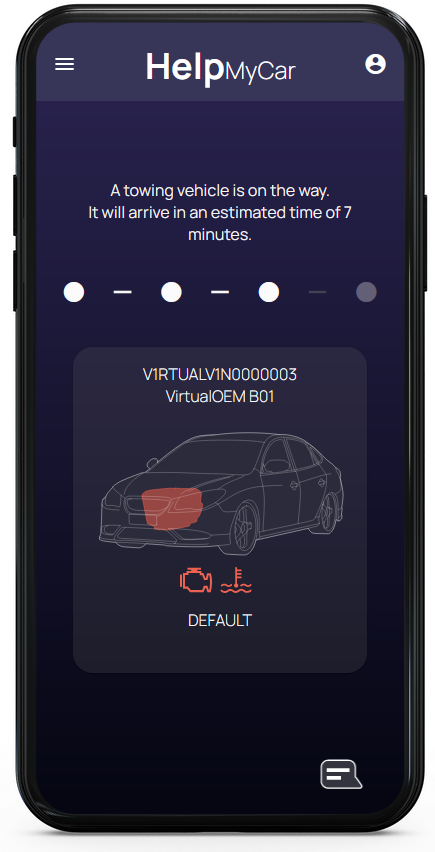 HelpMyCar
A towing vehicle is on the way.
It will arrive in an estimated time of 7
minutes.
V1RTUALV1N0000003
VirtualOEM B01
DEFAULT